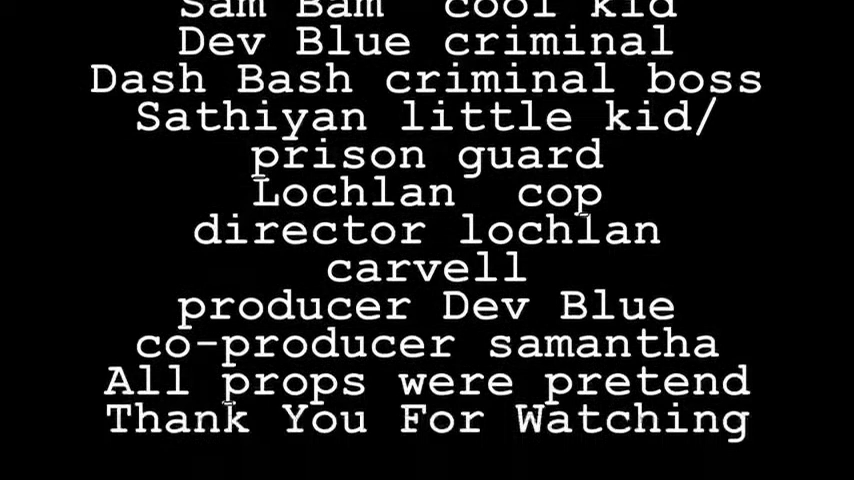 Sam Bam cool kid
Dev Blue criminal
Dash Bash criminal boss
Sathiyan little kid/
prison guard
Lochlan cop
director lochlan
carvell
producer Dev Blue
co-producer samantha
All props were pretend
Thank You For Watching